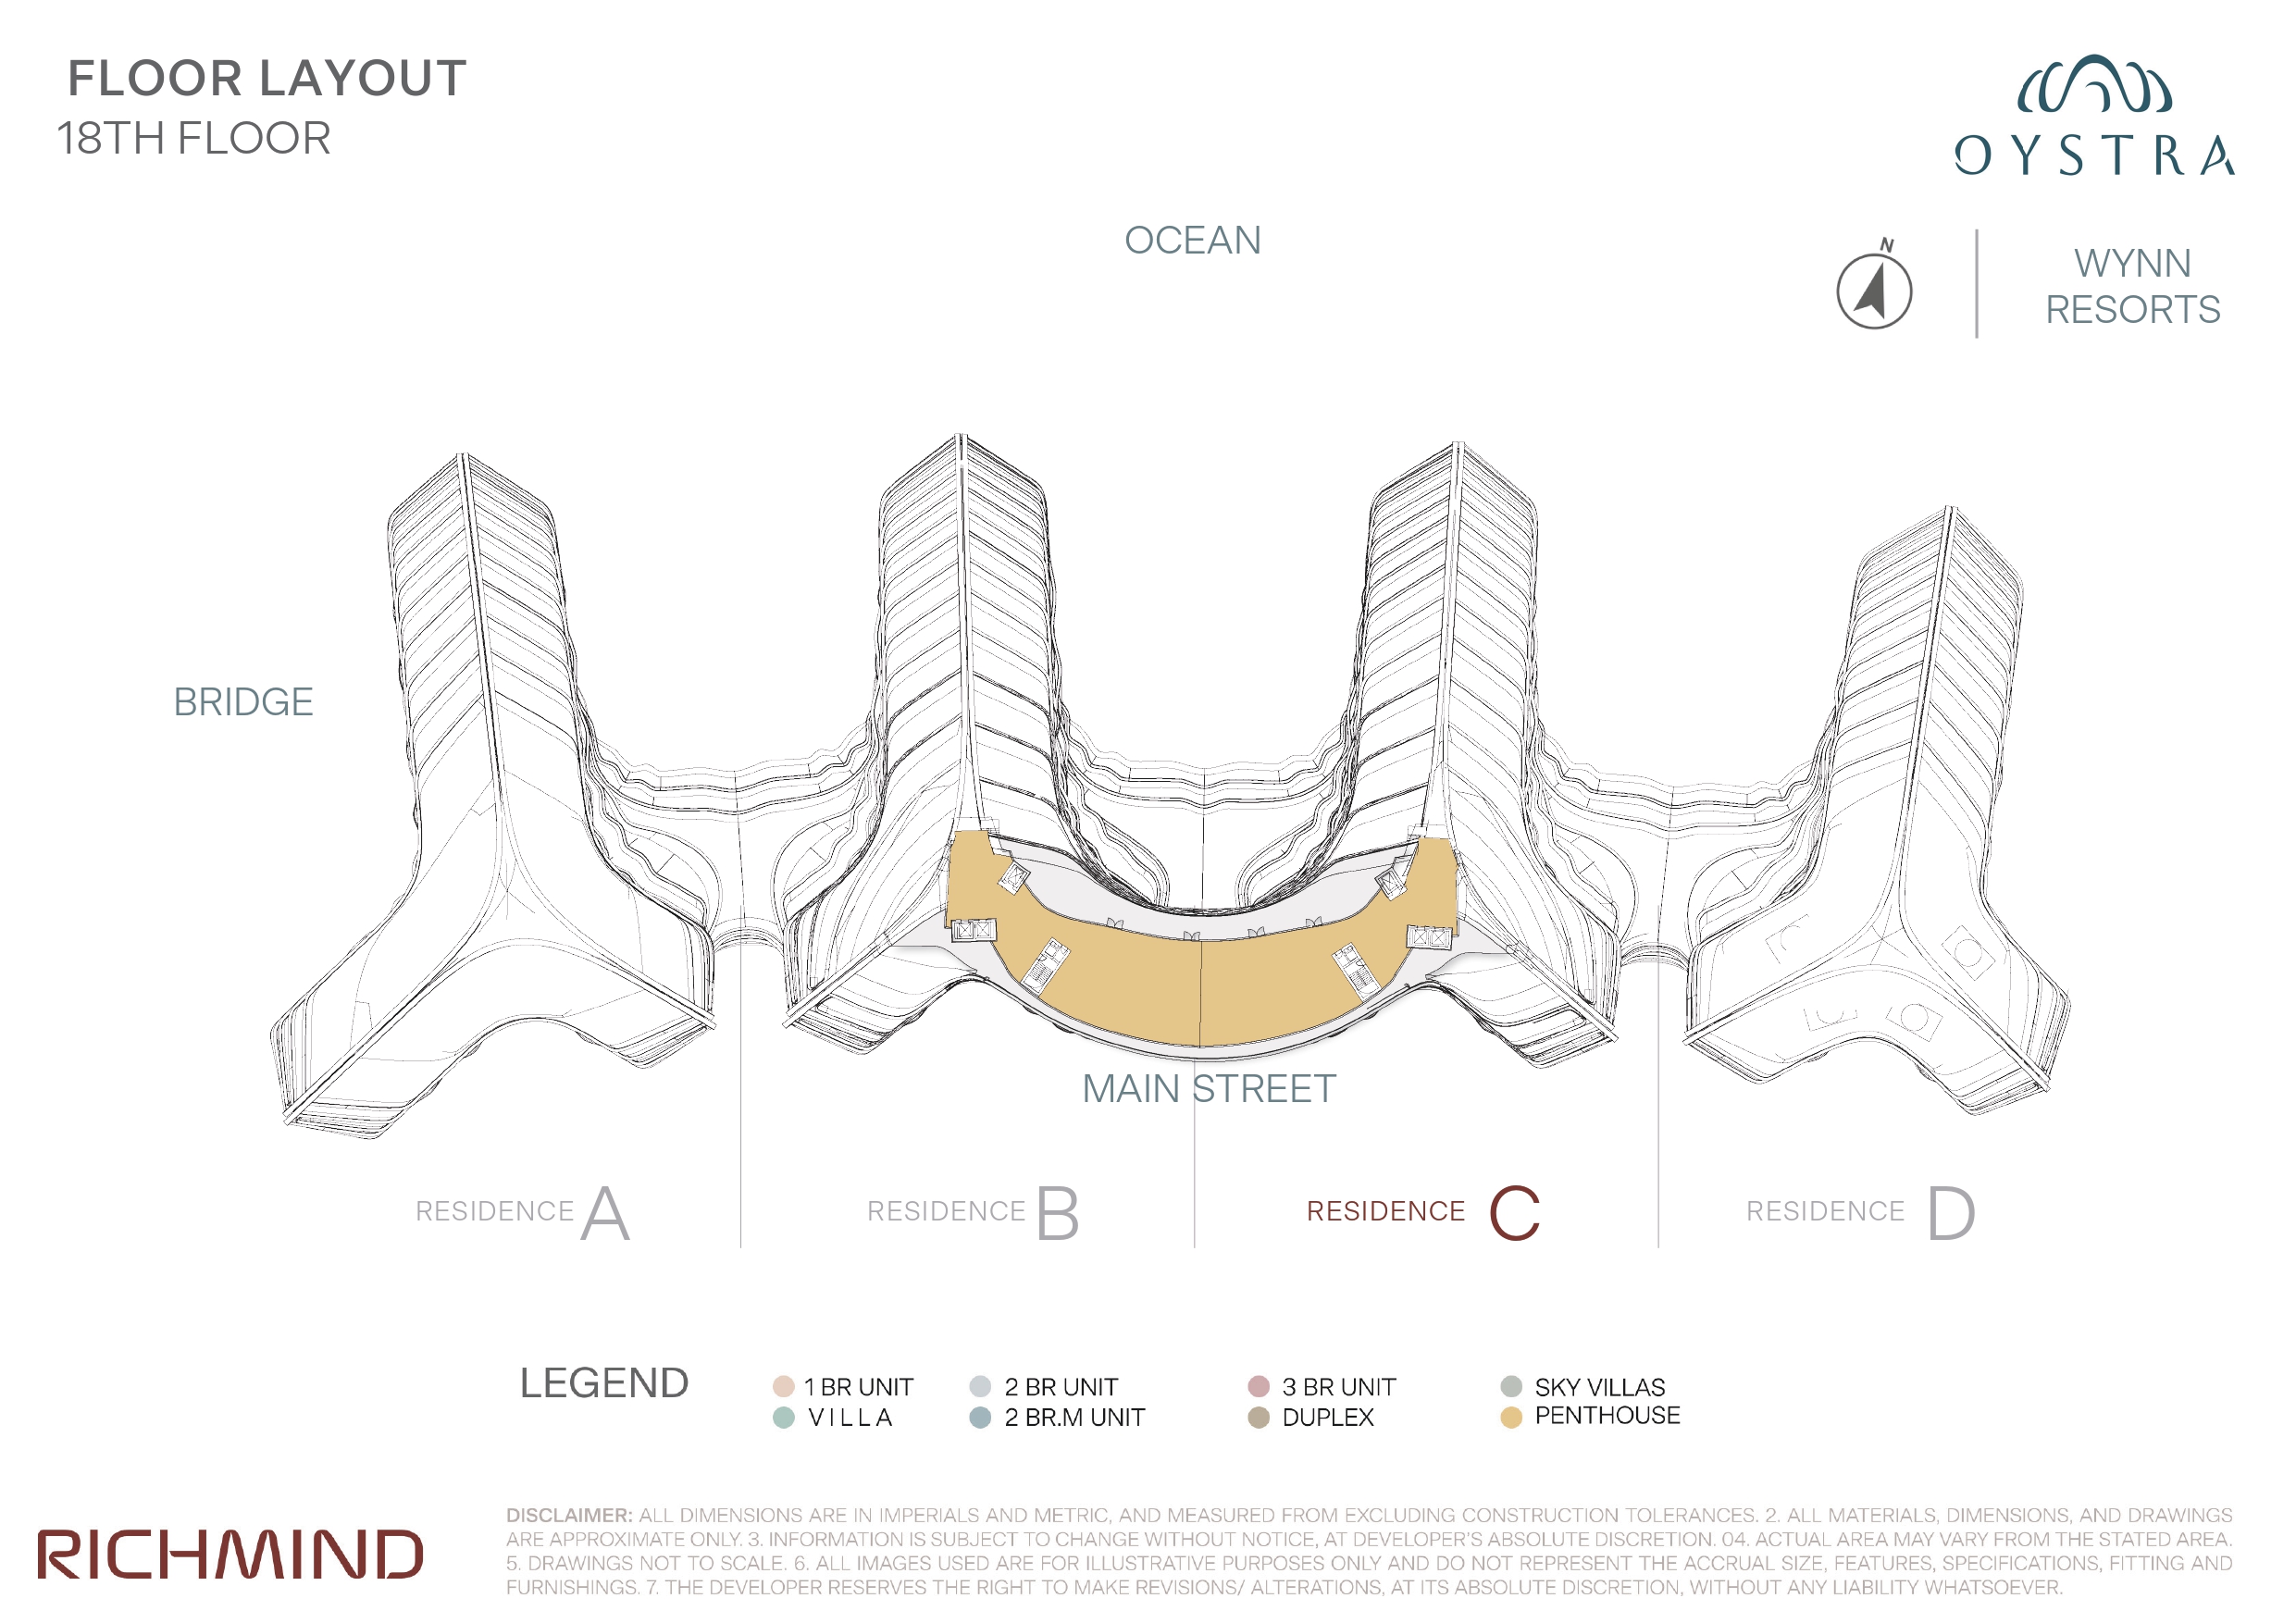 FLOOR LAYOUT
18TH FLOOR
OYSTRA
OCEAN
N
WYNN
RESORTS
BRIDGE
MAIN STREET
RESIDENCE A
RESIDENCE B
RESIDENCE C
RESIDENCE D
LEGEND
1 BR UNIT
2 BR UNIT
3 BR UNIT
SKY VILLAS
VILLA
2 BR.M UNIT
DUPLEX
PENTHOUSE
RICHMIND
DISCLAIMER: ALL DIMENSIONS ARE IN IMPERIALS AND METRIC, AND MEASURED FROM EXCLUDING CONSTRUCTION TOLERANCES. 2. ALL MATERIALS, DIMENSIONS, AND DRAWINGS
ARE APPROXIMATE ONLY. 3. INFORMATION IS SUBJECT TO CHANGE WITHOUT NOTICE, AT DEVELOPER'S ABSOLUTE DISCRETION. 04. ACTUAL AREA MAY VARY FROM THE STATED AREA.
5. DRAWINGS NOT TO SCALE. 6. ALL IMAGES USED ARE FOR ILLUSTRATIVE PURPOSES ONLY AND DO NOT REPRESENT THE ACCRUAL SIZE, FEATURES, SPECIFICATIONS, FITTING AND
FURNISHINGS. 7. THE DEVELOPER RESERVES THE RIGHT TO MAKE REVISIONS/ ALTERATIONS, AT ITS ABSOLUTE DISCRETION, WITHOUT ANY LIABILITY WHATSOEVER.